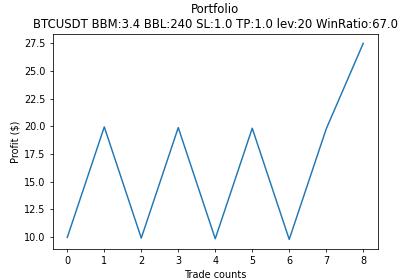 Portfolio
BTCUSDT BBM:3.4 BBL:240 SL:1.0 TP:1.0 lev:20 WinRatio:67.0
27.5
25.0
22.5
20.0
17.5
15.0
12.5
10.0
Profit ($)
0 1 2 3 4 5 6 7 8
Trade counts